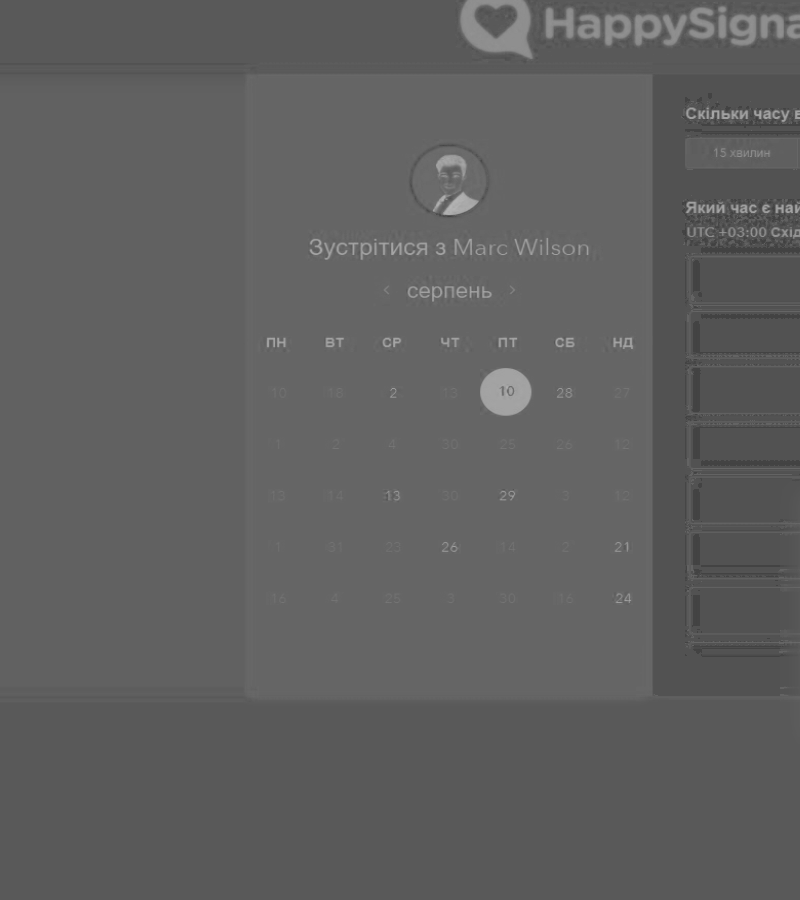 HappySigna
Зустрітися з Marc Wilson
серпень
ПН ВТ СР ЧТ ПТ СБ НД
10 18 2 13 10 28 27
1 2 4 30 25 26 12
13 14 13 30 29 3 12
1 31 23 26 14 2 21
16 4 25 3 30 16 24
Скільки часу в
15 хвилин
Який час є най
UTC +03:00 Схід